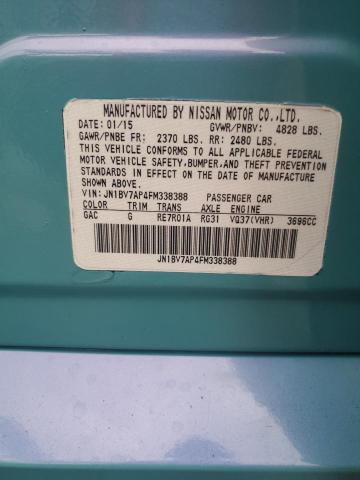 MANUFACTURED BY NISSAN MOTOR CO.,LTD.
DATE: 01/15 GVWR/PNBV: 4828 LBS.
GAWR/PNBE FR: 2370 LBS. RR: 2480 LBS.
THIS VEHICLE CONFORMS TO ALL APPLICABLE FEDERAL
MOTOR VEHICLE SAFETY,BUMPER,AND THEFT PREVENTION
STANDARDS IN EFFECT ON THE DATE OF MANUFACTURE
SHOWN ABOVE.
VIN: JN1BV7AP4FM338388 PASSENGER CAR
COLOR TRIM TRANS AXLE ENGINE
GAC G RE7R01A RG31 VQ37(VHR) 3696CC
JN1BV7AP4FM338388